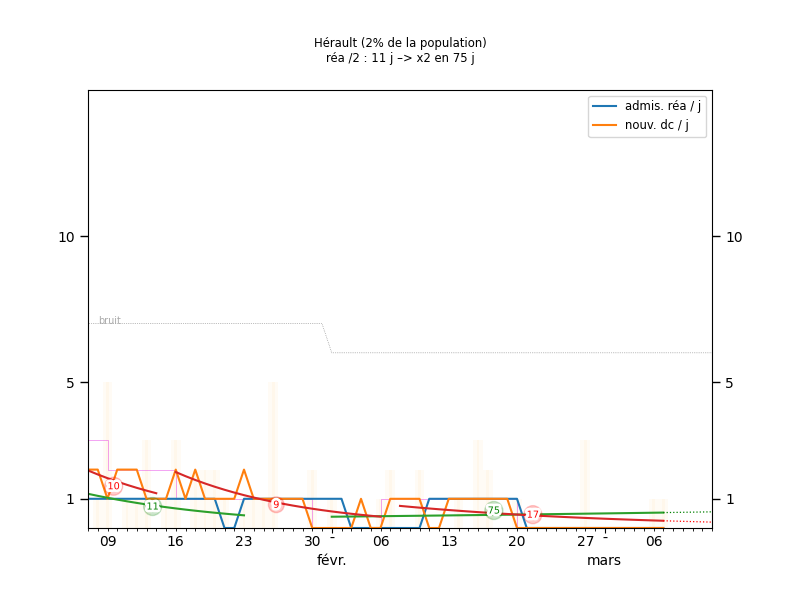 Hérault (2% de la population)
réa /2 : 11 j –> x2 en 75 j
admis. réa / j
nouv. dc / j
10 10
bruit
5 5
10
11
9
75
17
1 1
09 16 23 30 - 06 13 20 27 - 06
févr. mars